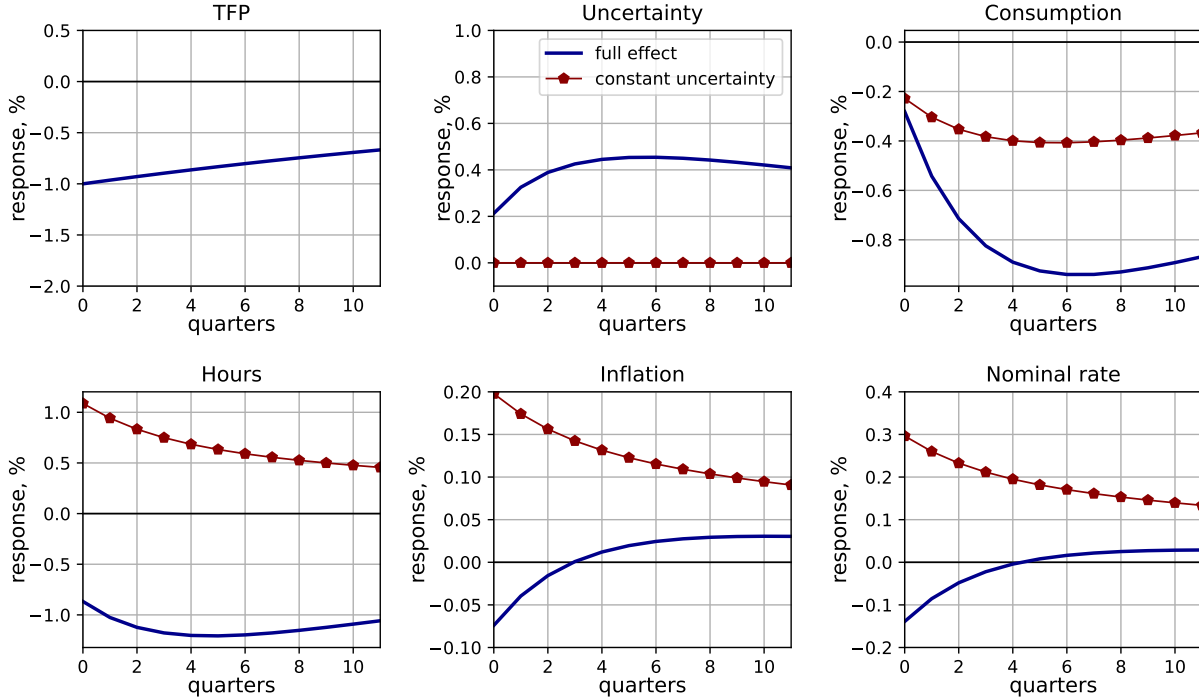 TFP
Uncertainty
Consumption
response, %
0.5
0.0
−0.5
−1.0
−1.5
−2.0
0 2 4 6 8 10
quarters
response, %
1.0
0.8
0.6
0.4
0.2
0.0
full effect
constant uncertainty
0 2 4 6 8 10
quarters
response, %
0.0
−0.2
−0.4
−0.6
−0.8
0 2 4 6 8 10
quarters
Hours
Inflation
Nominal rate
response, %
1.0
0.5
0.0
−0.5
−1.0
0 2 4 6 8 10
quarters
response, %
0.20
0.15
0.10
0.05
0.00
−0.05
−0.10
0 2 4 6 8 10
quarters
response, %
0.4
0.3
0.2
0.1
0.0
−0.1
−0.2
0 2 4 6 8 10
quarters